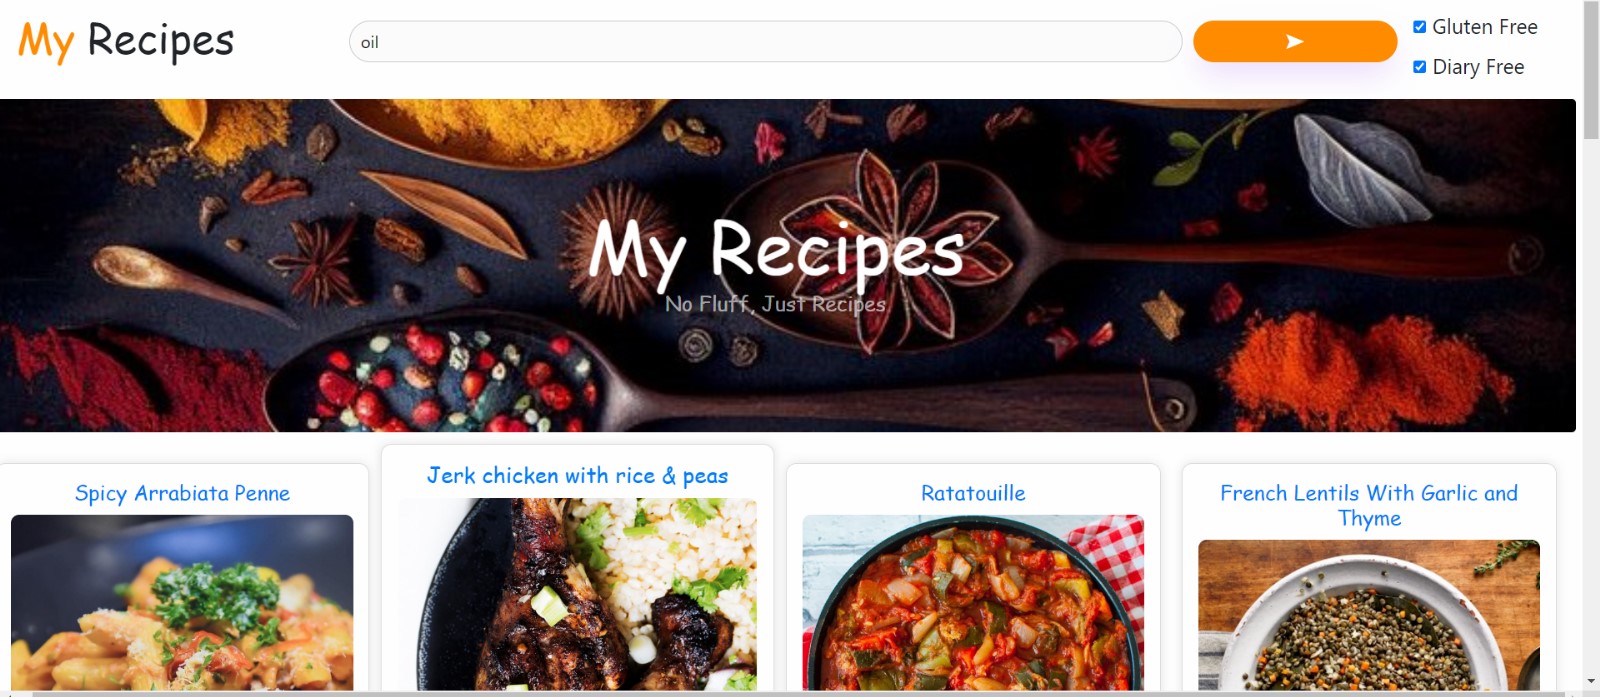 My Recipes
oil
Gluten Free
Diary Free
My Recipes
No Fluff, Just Recipes
Spicy Arrabiata Penne
Jerk chicken with rice & peas
Ratatouille
French Lentils With Garlic and
Thyme